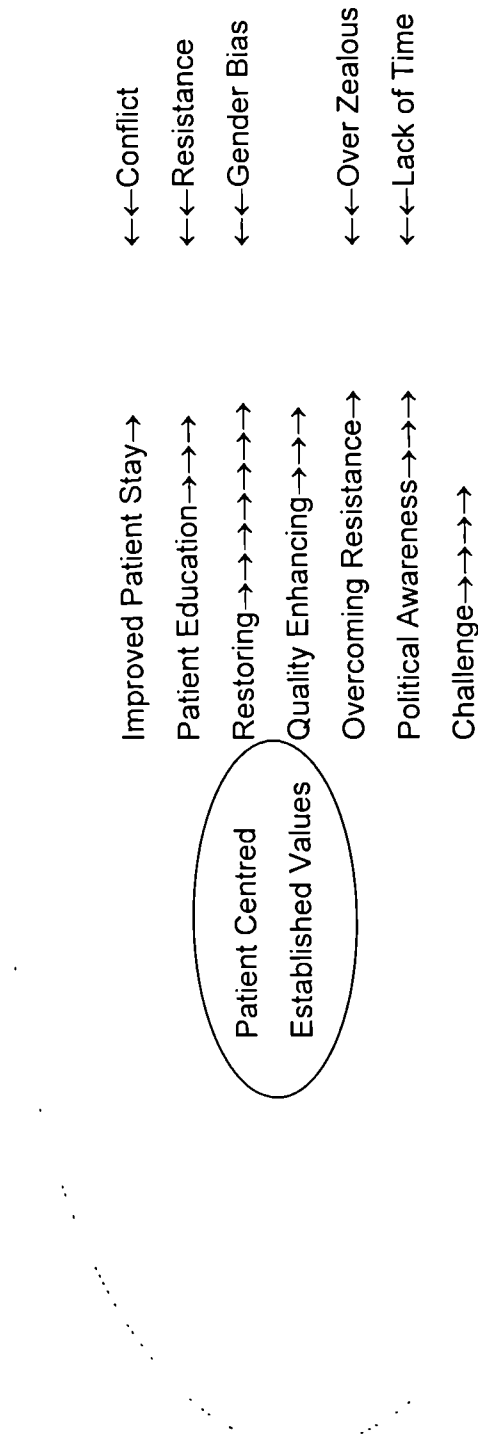 Improved Patient Stay→ ←←Conflict
Patient Education→→→ ←←Resistance
Patient Centred Restoring→→→→→→→→ ←←Gender Bias
Established Values Quality Enhancing→→→→
Overcoming Resistance→ ←←Over Zealous
Political Awareness→→→→ ←←Lack of Time
Challenge→→→→→